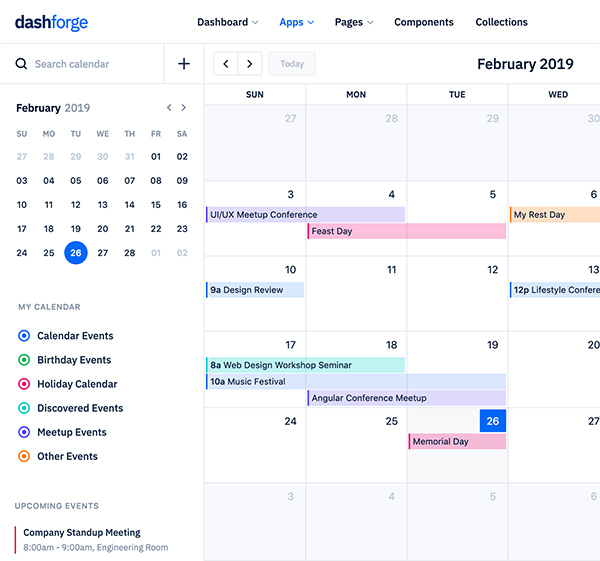 dashforge Dashboard Apps Pages Components Collections
Search calendar
Today
February 2019
February 2019
SU MO TU WE TH FR SA
27 28 29 30 31 01 02
03 04 05 06 07 08 09
10 11 12 13 14 15 16
17 18 19 20 21 22 23
24 25 26 27 28 01 02
MY CALENDAR
Calendar Events
Birthday Events
Holiday Calendar
Discovered Events
Meetup Events
Other Events
UPCOMING EVENTS
Company Standup Meeting
8:00am - 9:00am, Engineering Room
SUN MON TUE WED
27 28 29 30
3 4 5 6
UI/UX Meetup Conference My Rest Day
Feast Day
10 11 12 13
9a Design Review 12p Lifestyle Confere
17 18 19 20
8a Web Design Workshop Seminar
10a Music Festival
Angular Conference Meetup
24 25 26 27
Memorial Day
3 4 5 6